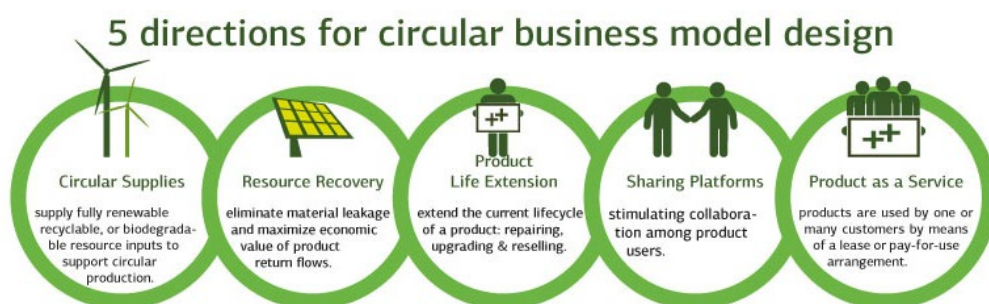 5 directions for circular business model design
Circular Supplies
supply fully renewable
recyclable, or biodegrada-
ble resource inputs to
support circular
production.
Resource Recovery
eliminate material leakage
and maximize economic
value of product
return flows.
Product
Life Extension
extend the current lifecycle
of a product: repairing,
upgrading & reselling.
Sharing Platforms
stimulating collabora-
tion among product
users.
Product as a Service
products are used by one or
many customers by means
of a lease or pay-for-use
arrangement.